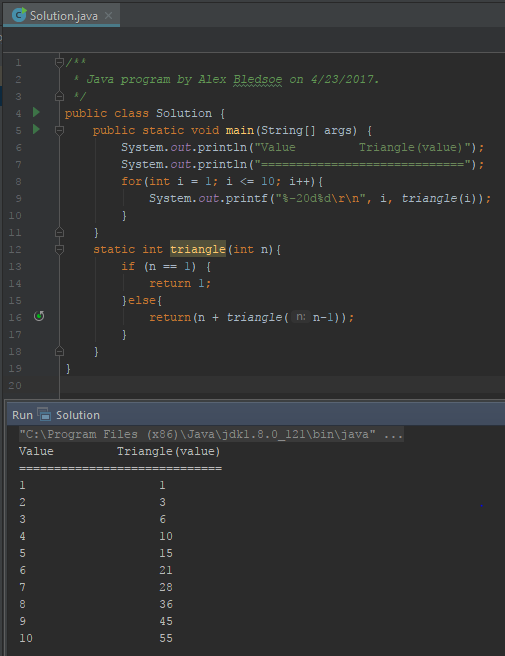 Solution.java
1 /**
2 * Java program by Alex Bledsoe on 4/23/2017.
3 */
4 public class Solution {
5 public static void main(String[] args) {
6 System.out.println("Value         Triangle(value)");
7 System.out.println("=============================");
8 for(int i = 1; i <= 10; i++){
9 System.out.printf("%-20d%d\r\n", i, triangle(i));
10 }
11 }
12 static int triangle(int n){
13 if (n == 1) {
14 return 1;
15 }else{
16 return(n + triangle( n: n-1));
17 }
18 }
19 }
20
Run Solution
"C:\Program Files (x86)\Java\jdk1.8.0_121\bin\java" ...
Value         Triangle(value)
=============================
1 1
2 3
3 6
4 10
5 15
6 21
7 28
8 36
9 45
10 55